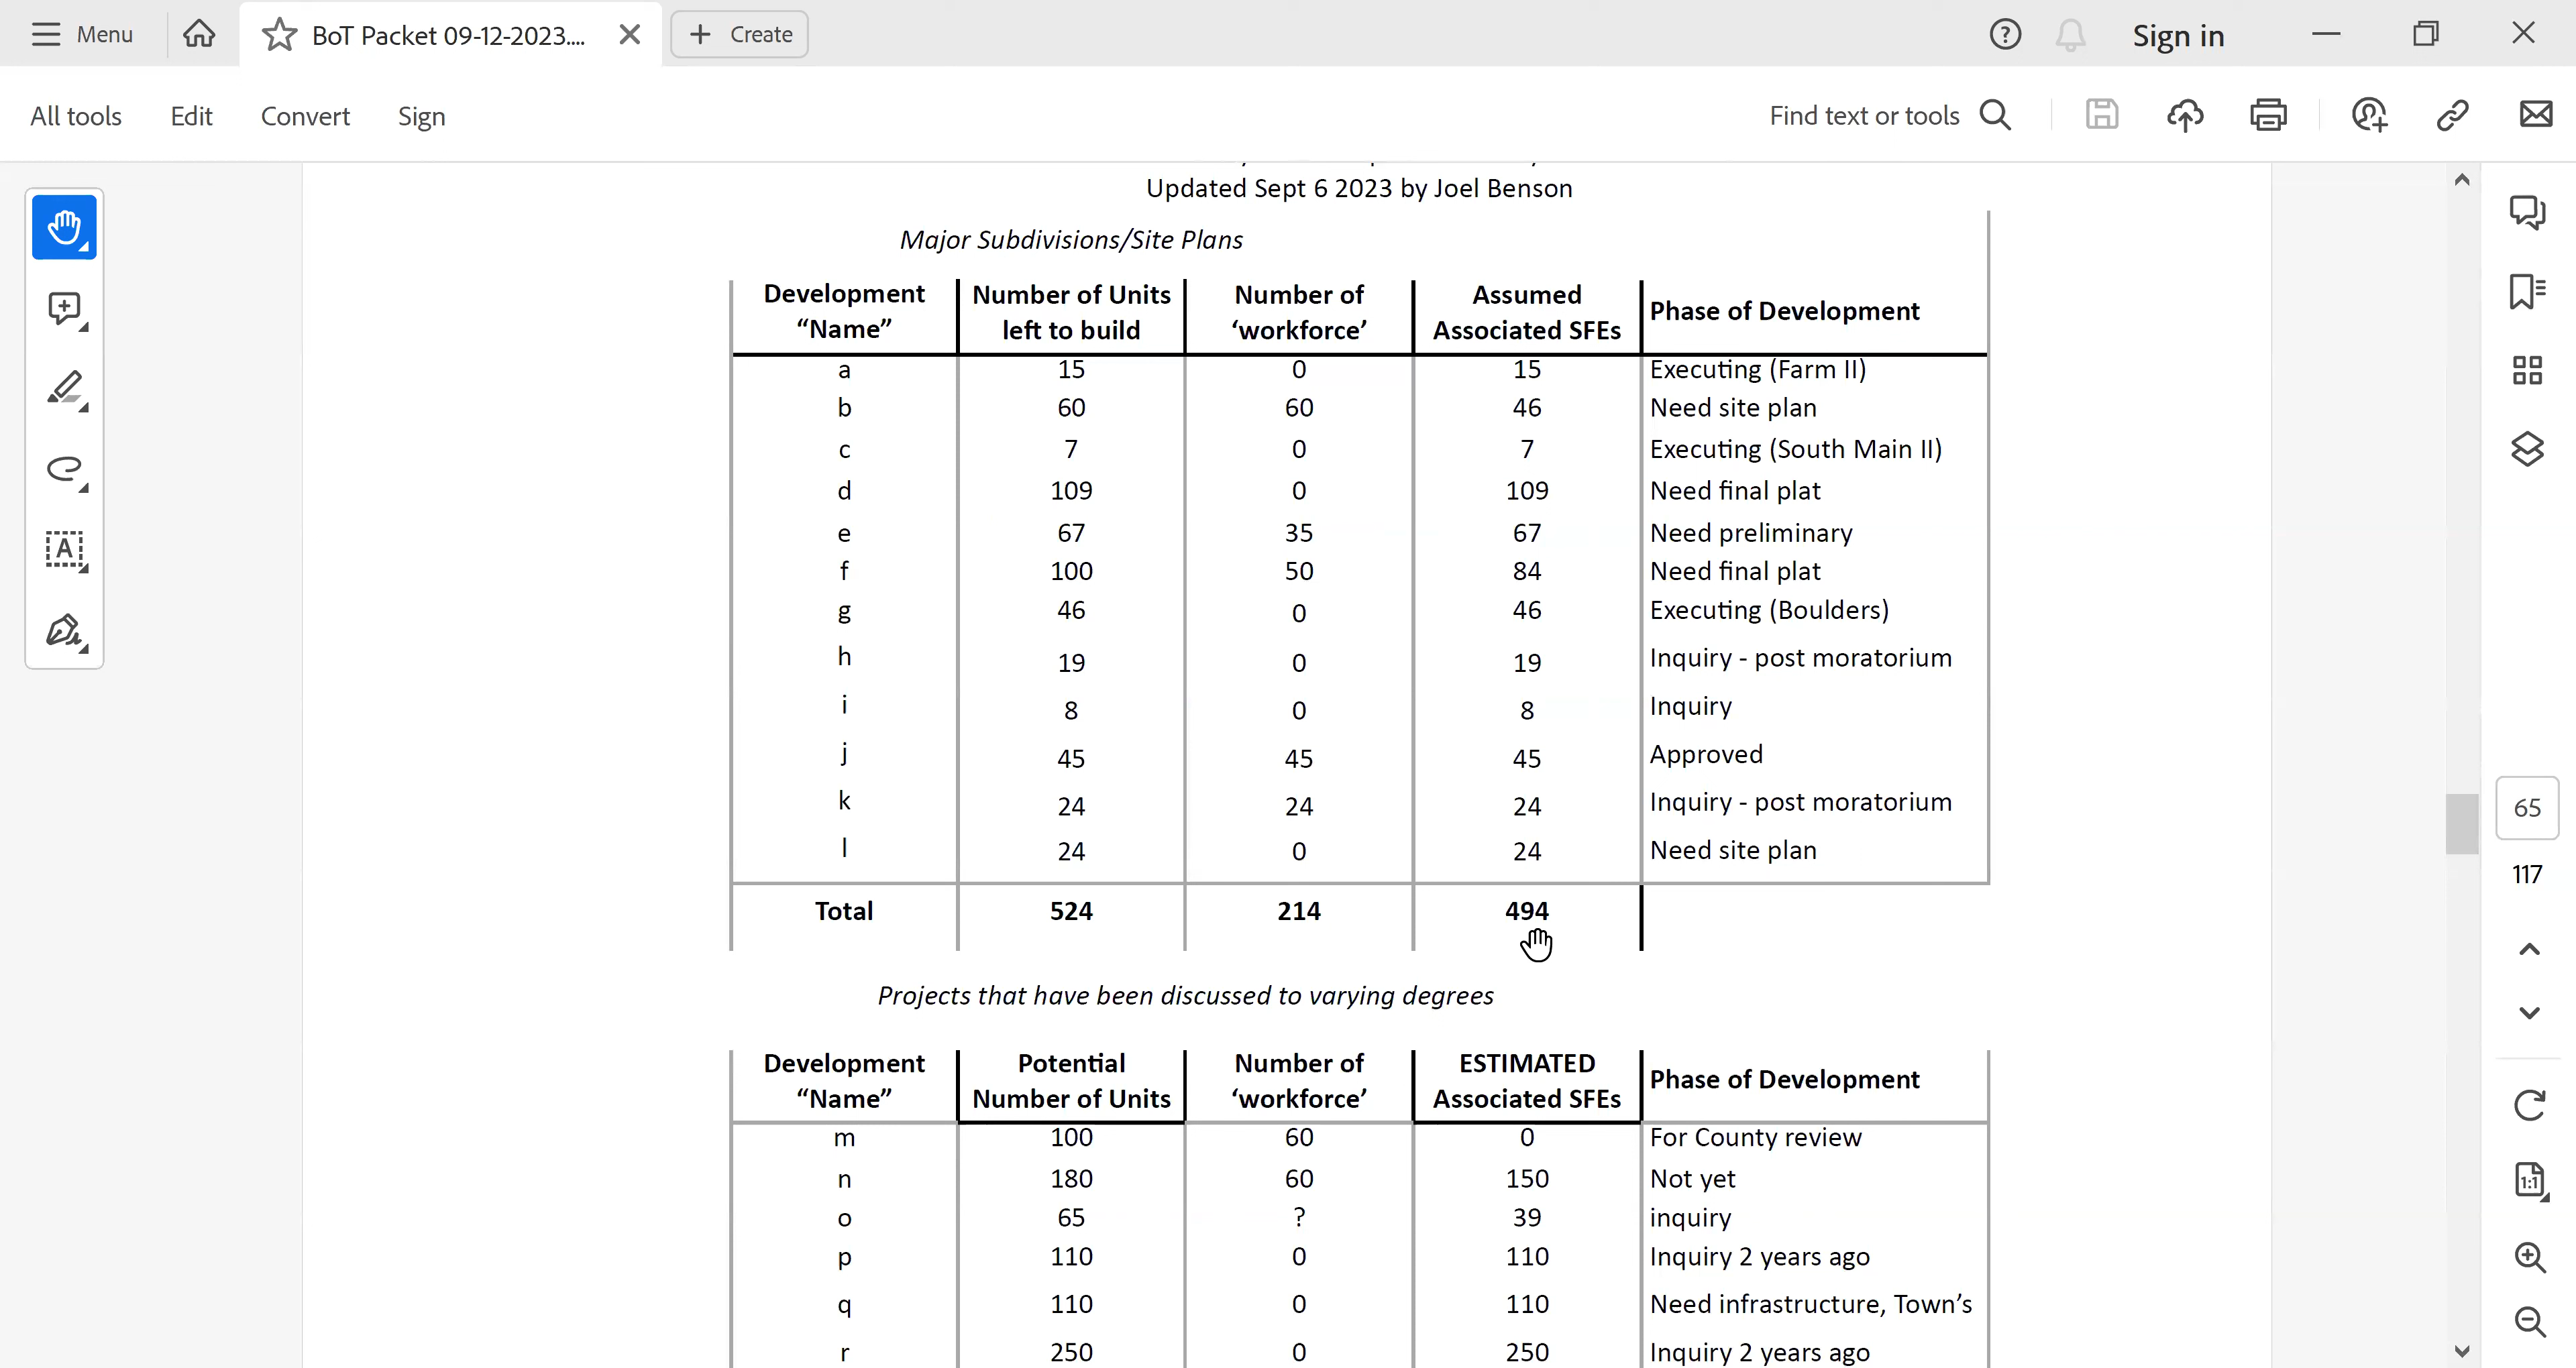 Menu
BoT Packet 09-12-2023....
Create
Sign in
All tools
Edit
Convert
Sign
Find text or tools
Updated Sept 6 2023 by Joel Benson
Major Subdivisions/Site Plans
Development "Name" Number of Units left to build Number of 'workforce' Assumed Associated SFEs Phase of Development
a 15 0 15 Executing (Farm II)
b 60 60 46 Need site plan
c 7 0 7 Executing (South Main II)
d 109 0 109 Need final plat
e 67 35 67 Need preliminary
f 100 50 84 Need final plat
g 46 0 46 Executing (Boulders)
h 19 0 19 Inquiry - post moratorium
i 8 0 8 Inquiry
j 45 45 45 Approved
k 24 24 24 Inquiry - post moratorium
l 24 0 24 Need site plan
Total 524 214 494
Projects that have been discussed to varying degrees
Development "Name" Potential Number of Units Number of 'workforce' ESTIMATED Associated SFEs Phase of Development
m 100 60 0 For County review
n 180 60 150 Not yet
o 65 ? 39 inquiry
p 110 0 110 Inquiry 2 years ago
q 110 0 110 Need infrastructure, Town's
r 250 0 250 Inquiry 2 years ago
65
117
1:1